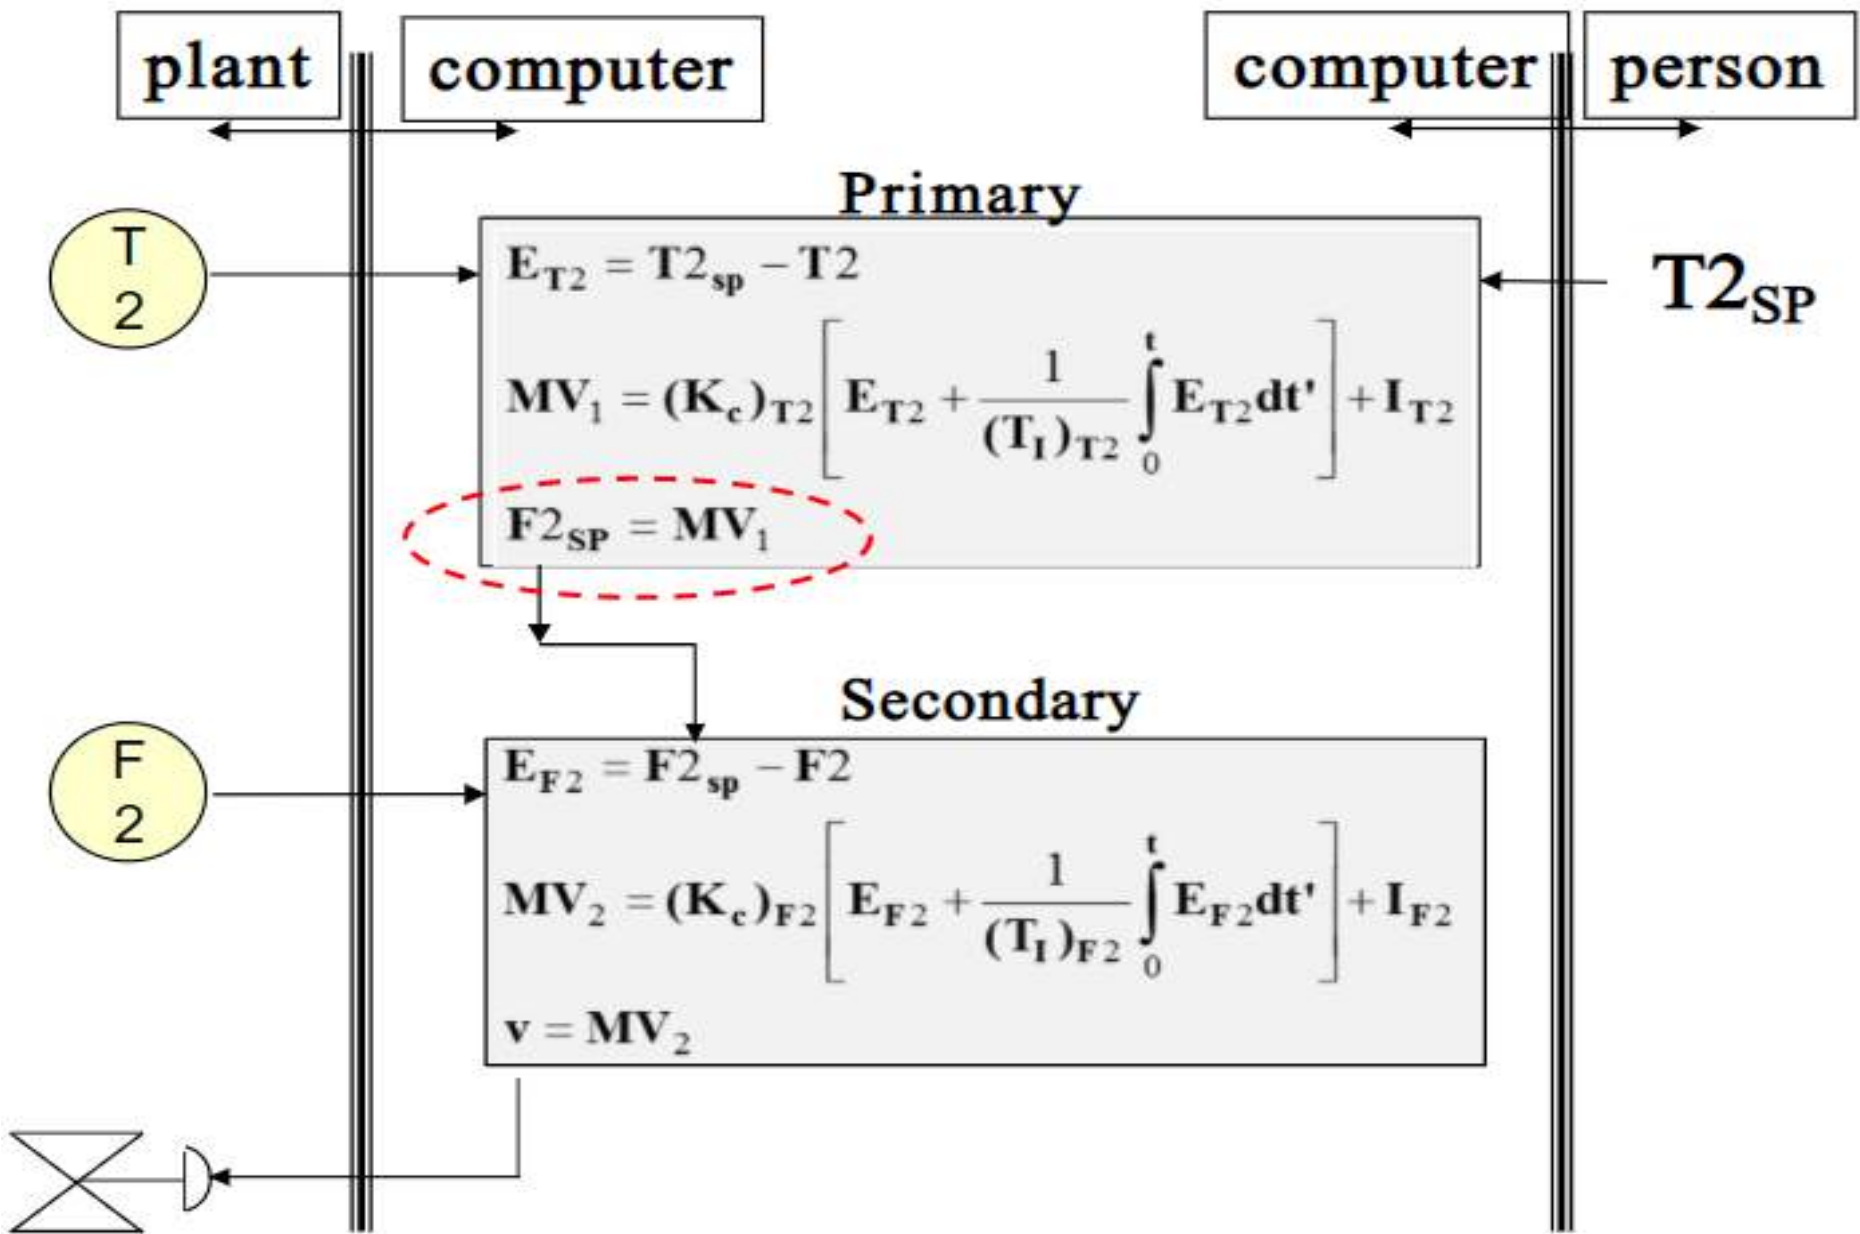 plant
computer
computer
person
Primary
T
2
E_T2 = T2_sp − T2
T2_SP
MV_1 = (K_c)_T2 [ E_T2 + 1/(T_I)_T2 ∫_0^t E_T2 dt' ] + I_T2
F2_SP = MV_1
Secondary
F
2
E_F2 = F2_sp − F2
MV_2 = (K_c)_F2 [ E_F2 + 1/(T_I)_F2 ∫_0^t E_F2 dt' ] + I_F2
v = MV_2